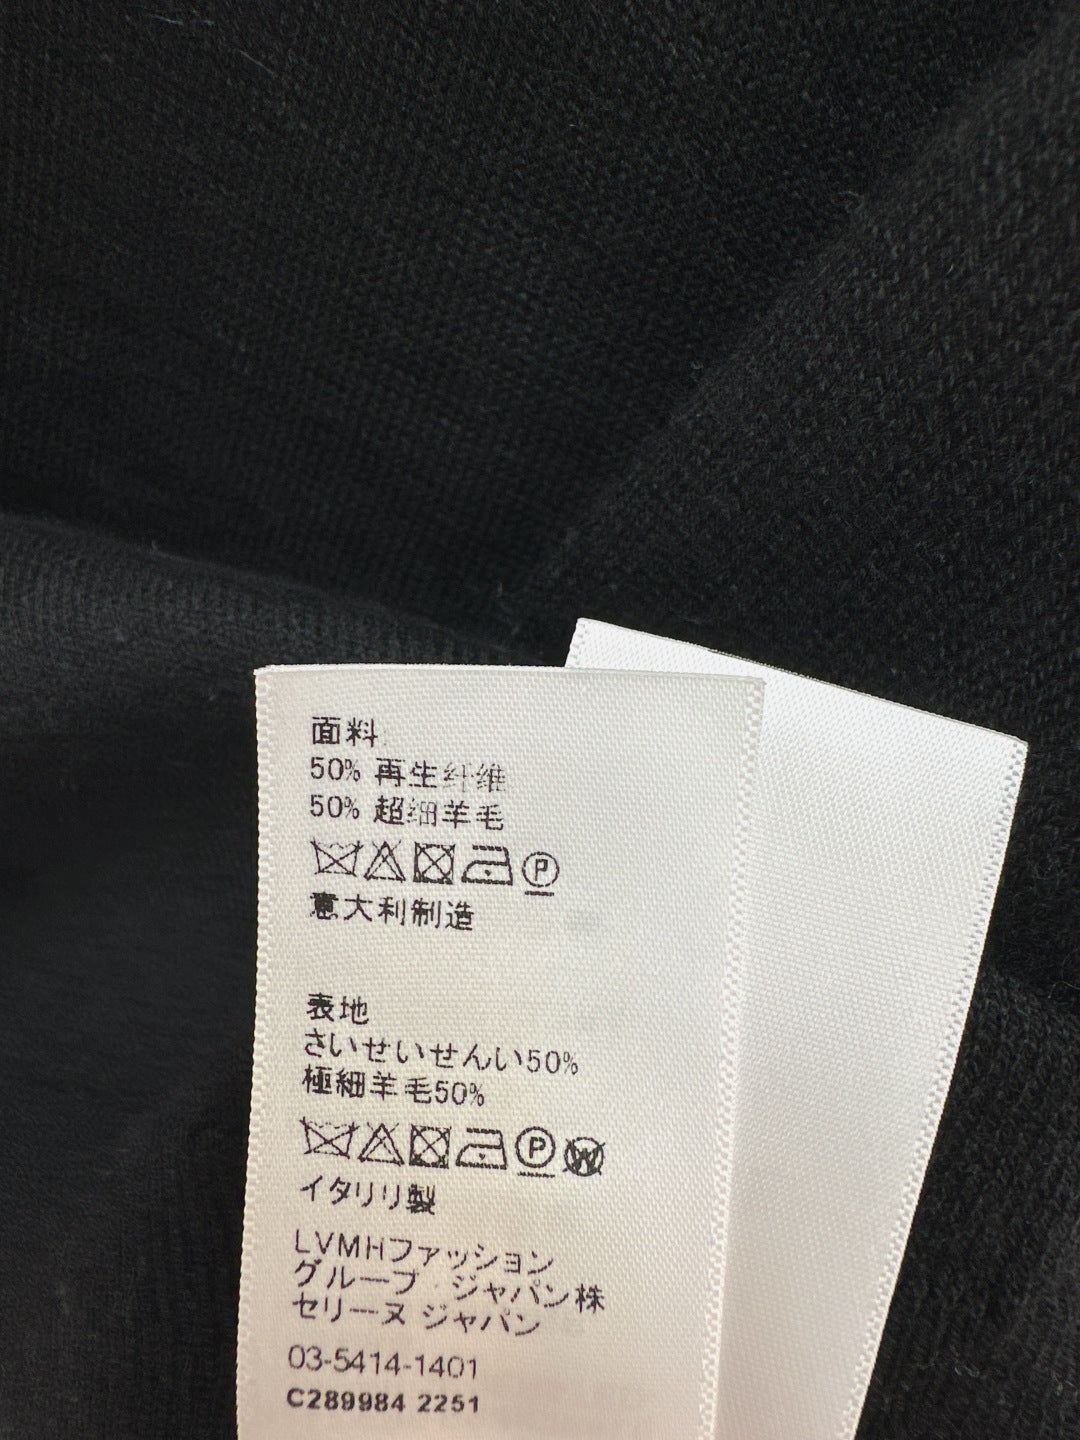 面料
50% 再生纤维
50% 超细羊毛
P
意大利制造
表地
さいせいせんい50%
極細羊毛50%
P W
イタリリ製
LVMHファッション
グループ・ジャパン株
セリーヌ ジャパン
03-5414-1401
C289984 2251